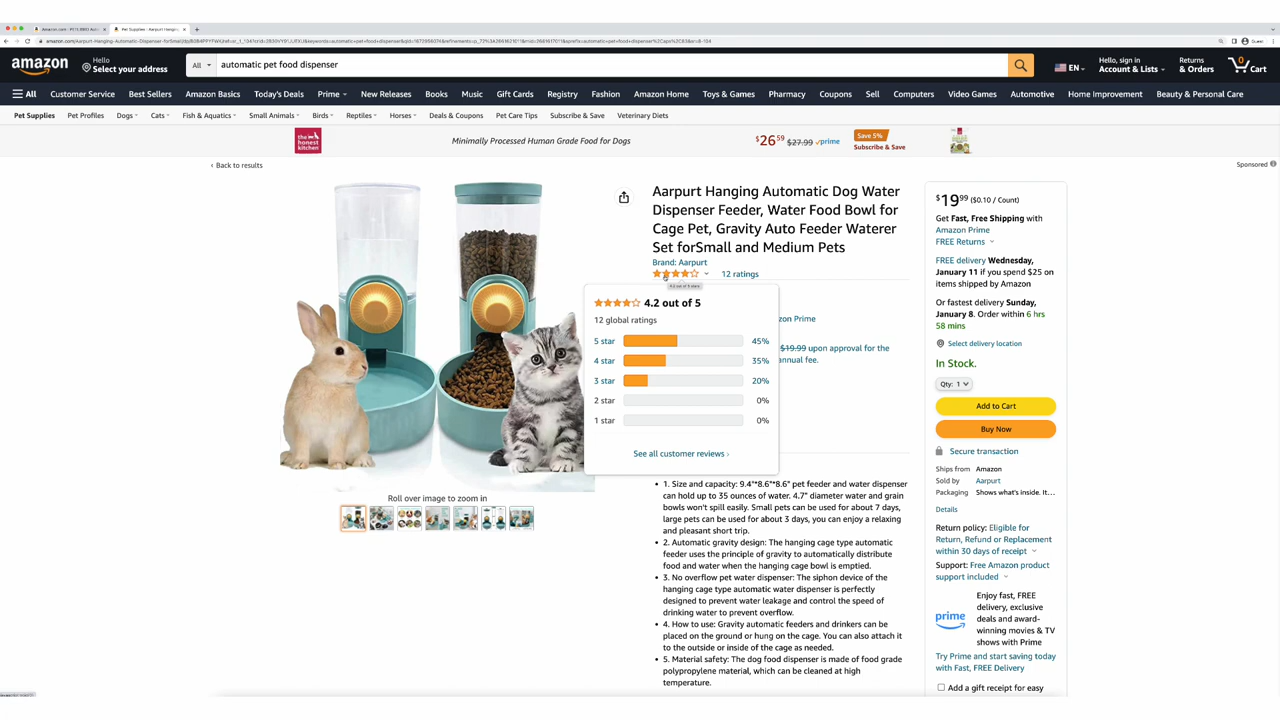 Pet Supplies : Aarpurt Hanging
amazon
Hello,
Select your address
All
automatic pet food dispenser
EN
Hello, sign in
Account & Lists
Returns
& Orders
0
Cart
All
Customer Service
Best Sellers
Amazon Basics
Today's Deals
Prime
New Releases
Books
Music
Gift Cards
Registry
Fashion
Amazon Home
Toys & Games
Pharmacy
Coupons
Sell
Computers
Video Games
Automotive
Home Improvement
Beauty & Personal Care
Pet Supplies
Pet Profiles
Dogs
Cats
Fish & Aquatics
Small Animals
Birds
Reptiles
Horses
Deals & Coupons
Pet Care Tips
Subscribe & Save
Veterinary Diets
the honest kitchen
Minimally Processed Human Grade Food for Dogs
$26.59 $27.99 prime
Save 5%
Subscribe & Save
‹ Back to results
Sponsored
Aarpurt Hanging Automatic Dog Water
Dispenser Feeder, Water Food Bowl for
Cage Pet, Gravity Auto Feeder Waterer
Set forSmall and Medium Pets
Brand: Aarpurt
12 ratings
4.2 out of 5 stars
4.2 out of 5
12 global ratings
5 star 45%
4 star 35%
3 star 20%
2 star 0%
1 star 0%
See all customer reviews ›
zon Prime
$19.99 upon approval for the
annual fee.
Roll over image to zoom in
1. Size and capacity: 9.4"*8.6"*8.6" pet feeder and water dispenser
can hold up to 35 ounces of water. 4.7" diameter water and grain
bowls won't spill easily. Small pets can be used for about 7 days,
large pets can be used for about 3 days, you can enjoy a relaxing
and pleasant short trip.
2. Automatic gravity design: The hanging cage type automatic
feeder uses the principle of gravity to automatically distribute
food and water when the hanging cage bowl is emptied.
3. No overflow pet water dispenser: The siphon device of the
hanging cage type automatic water dispenser is perfectly
designed to prevent water leakage and control the speed of
drinking water to prevent overflow.
4. How to use: Gravity automatic feeders and drinkers can be
placed on the ground or hung on the cage. You can also attach it
to the outside or inside of the cage as needed.
5. Material safety: The dog food dispenser is made of food grade
polypropylene material, which can be cleaned at high
temperature.
$19.99 ($0.10 / Count)
Get Fast, Free Shipping with
Amazon Prime
FREE Returns
FREE delivery Wednesday,
January 11 if you spend $25 on
items shipped by Amazon
Or fastest delivery Sunday,
January 8. Order within 6 hrs
58 mins
Select delivery location
In Stock.
Qty: 1
Add to Cart
Buy Now
Secure transaction
Ships from Amazon
Sold by Aarpurt
Packaging Shows what's inside. It…
Details
Return policy: Eligible for
Return, Refund or Replacement
within 30 days of receipt
Support: Free Amazon product
support included
prime
Enjoy fast, FREE
delivery, exclusive
deals and award-
winning movies & TV
shows with Prime
Try Prime and start saving today
with Fast, FREE Delivery
Add a gift receipt for easy